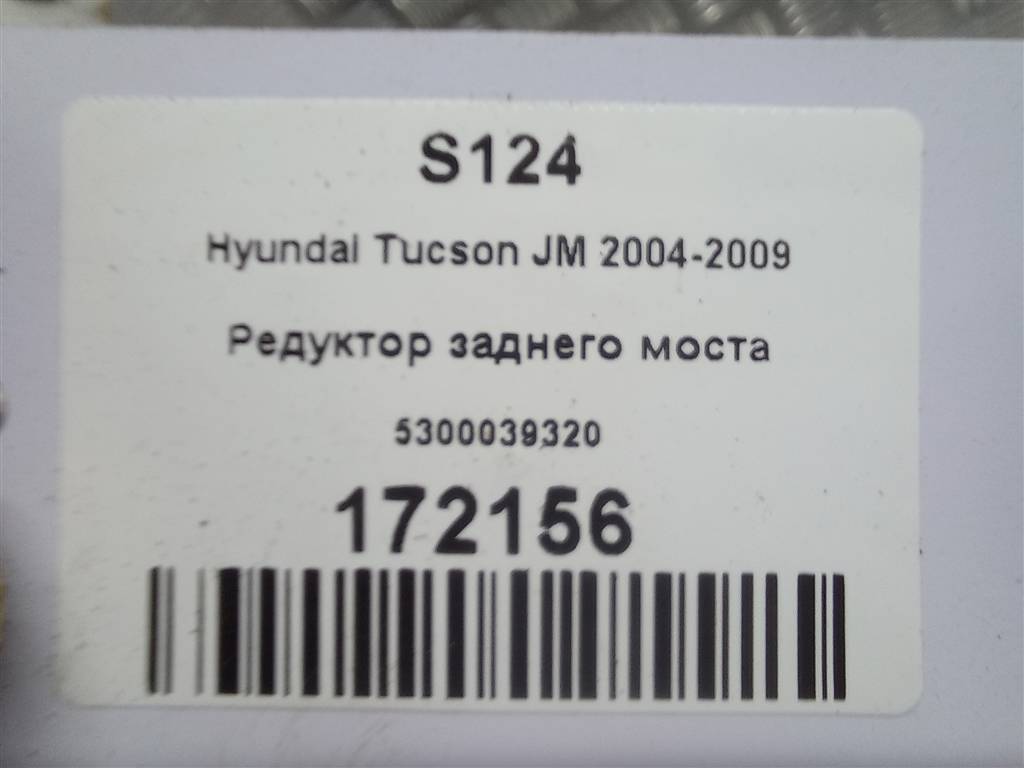 S124
Hyundai Tucson JM 2004-2009
Редуктор заднего моста
5300039320
172156